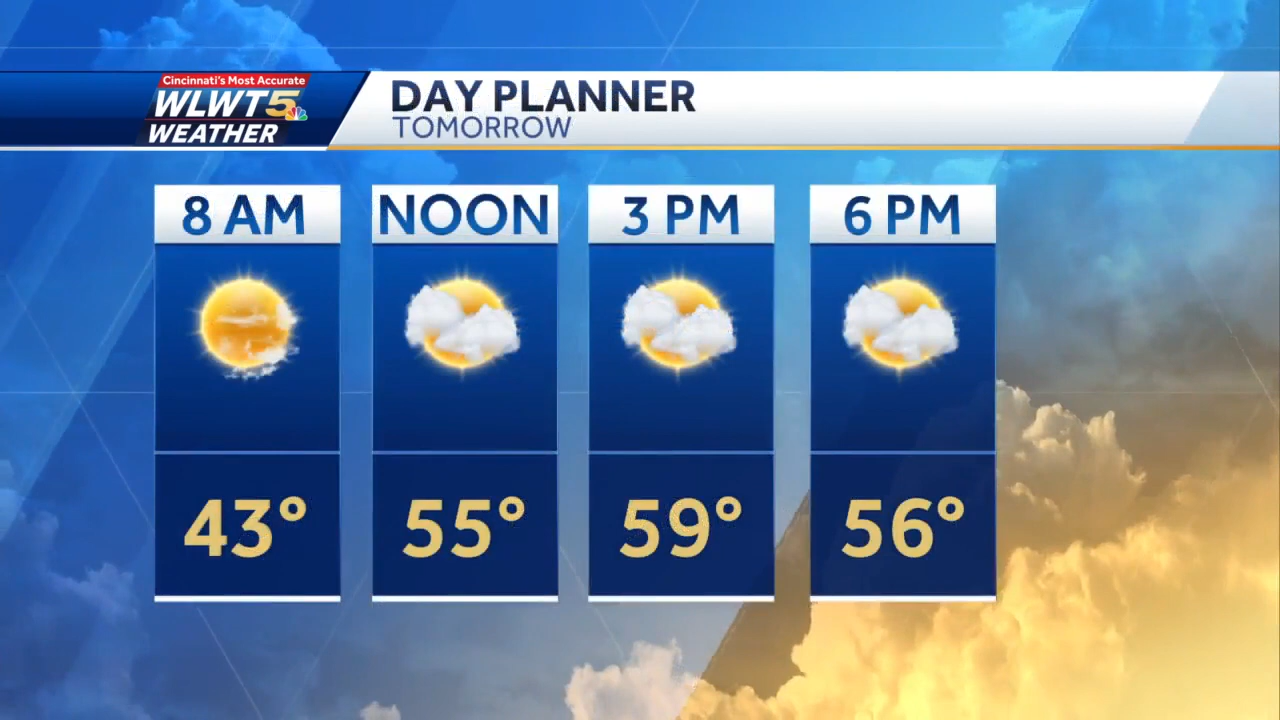 Cincinnati's Most Accurate
WLWT5
WEATHER
DAY PLANNER
TOMORROW
8 AM
NOON
3 PM
6 PM
43°
55°
59°
56°